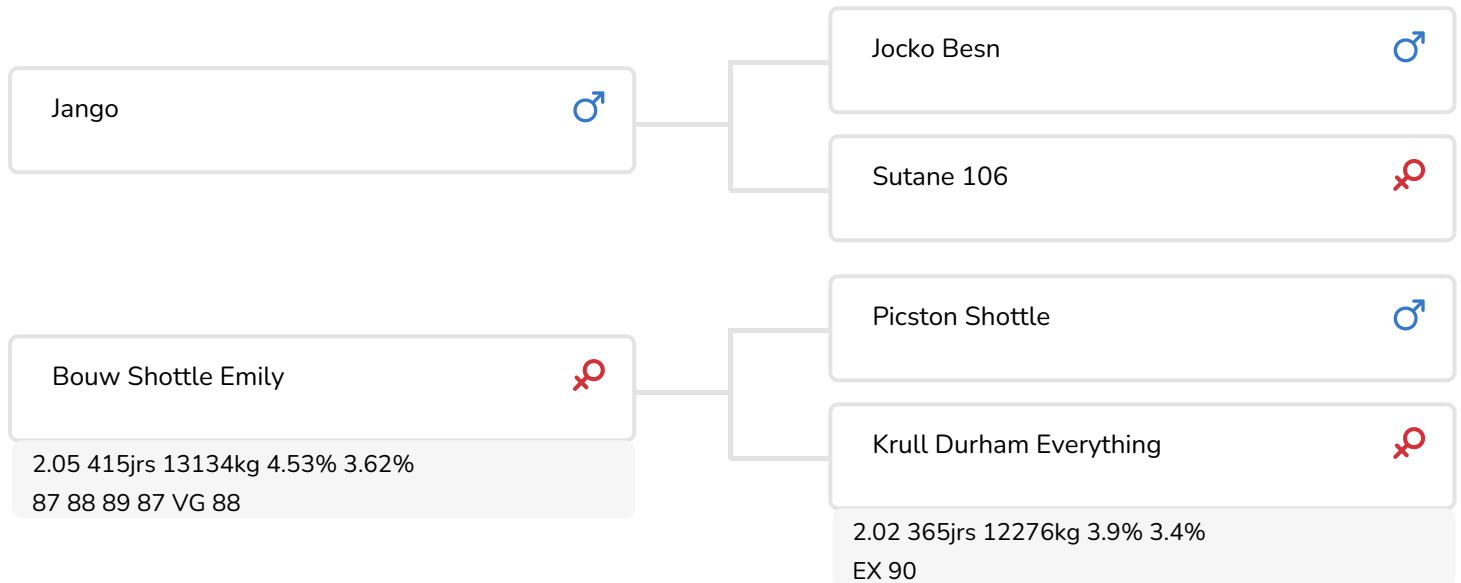 Jocko Besn
Jango
Sutane 106
Picston Shottle
Bouw Shottle Emily
Krull Durham Everything
2.05 415jrs 13134kg 4.53% 3.62%
87 88 89 87 VG 88
2.02 365jrs 12276kg 3.9% 3.4%
EX 90